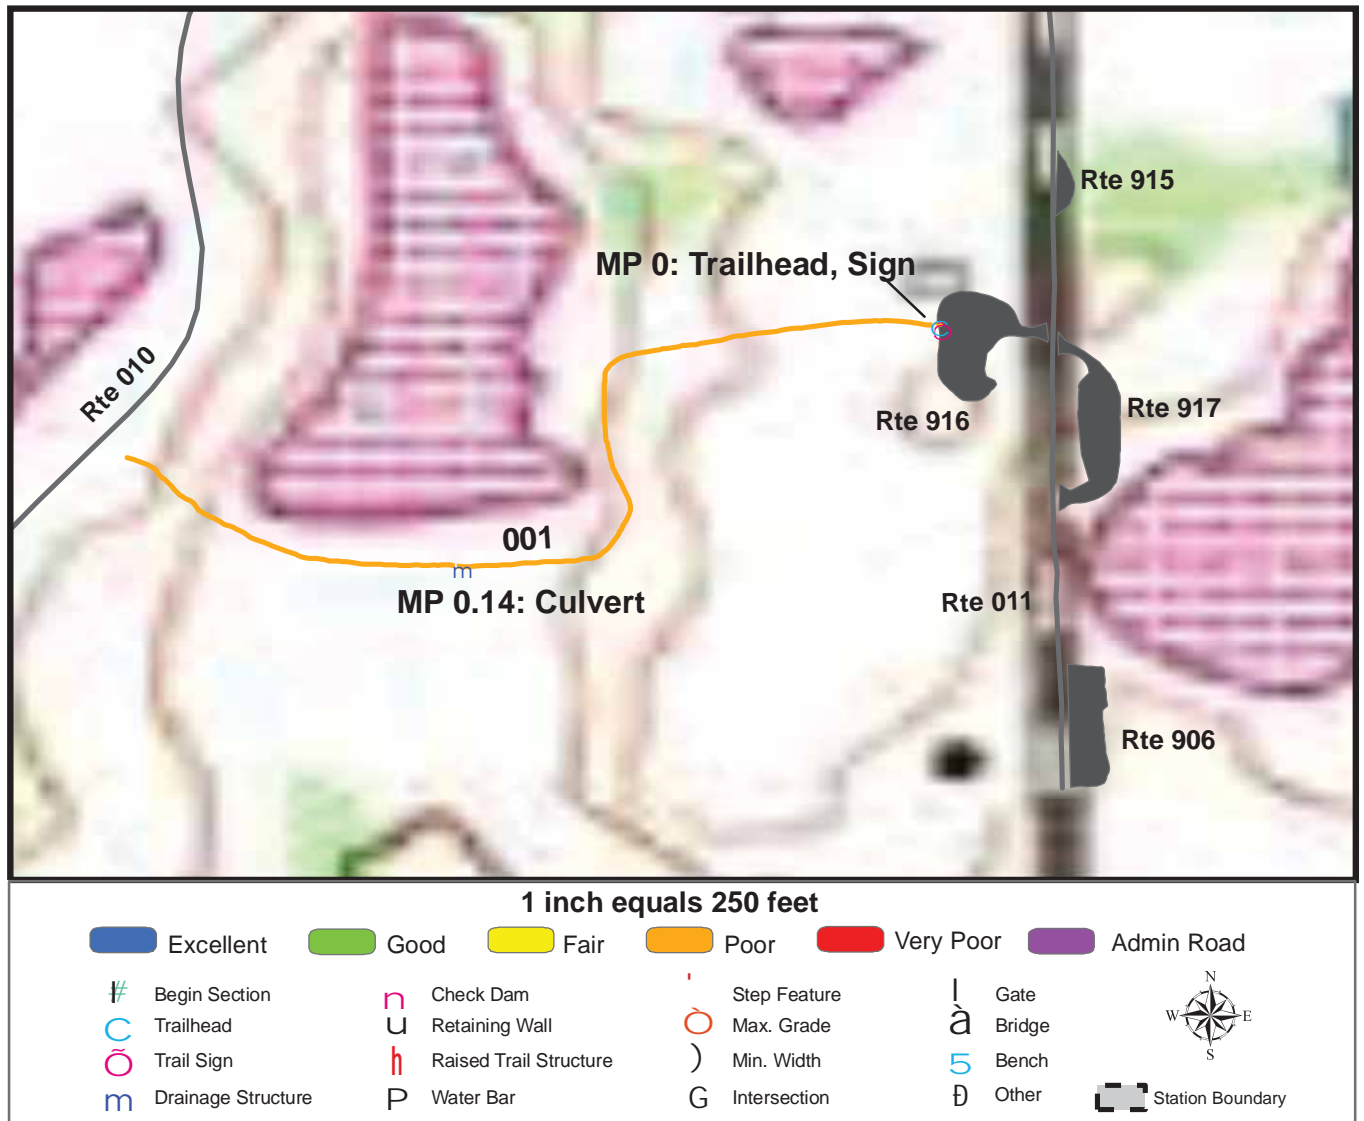 Rte 915
MP 0: Trailhead, Sign
Rte 010
Rte 917
Rte 916
001
m
MP 0.14: Culvert
Rte 011
Rte 906
1 inch equals 250 feet
Excellent Good Fair Poor Very Poor Admin Road
Begin Section
C Trailhead
Õ Trail Sign
m Drainage Structure
n Check Dam
u Retaining Wall
h Raised Trail Structure
P Water Bar
' Step Feature
Ò Max. Grade
) Min. Width
G Intersection
l Gate
à Bridge
5 Bench
Ð Other
N
W E
S
Station Boundary